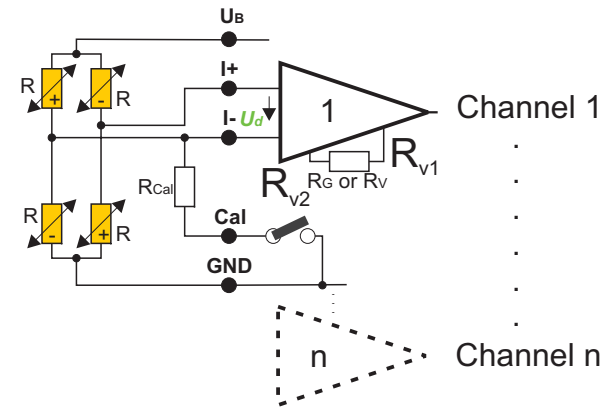 UB
I+
I- Ud
R + - R
1
Channel 1
RCal
Rv2
RG or RV
Rv1
R - + R
Cal
GND
n
Channel n